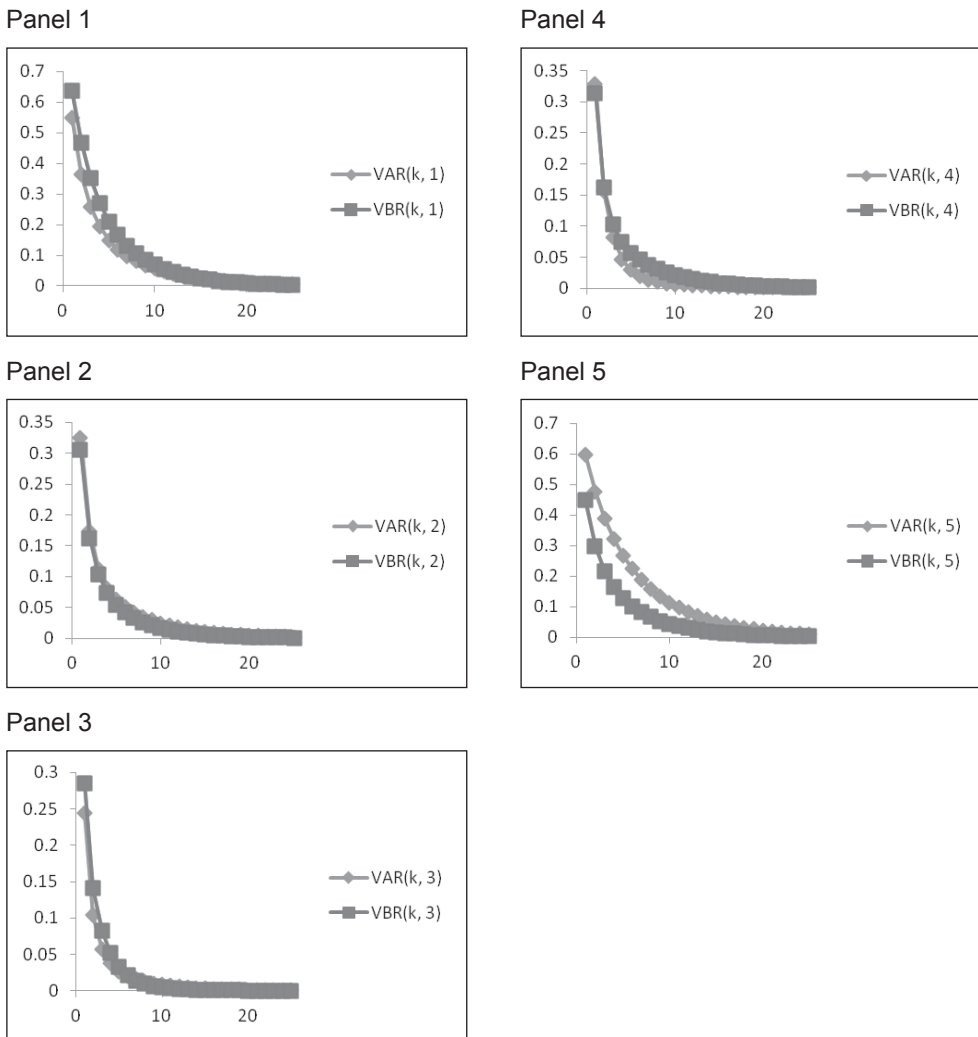 Panel 1
0.7
0.6
0.5
0.4
0.3
0.2
0.1
0
0 10 20
VAR(k, 1)
VBR(k, 1)
Panel 4
0.35
0.3
0.25
0.2
0.15
0.1
0.05
0
0 10 20
VAR(k, 4)
VBR(k, 4)
Panel 2
0.35
0.3
0.25
0.2
0.15
0.1
0.05
0
0 10 20
VAR(k, 2)
VBR(k, 2)
Panel 5
0.7
0.6
0.5
0.4
0.3
0.2
0.1
0
0 10 20
VAR(k, 5)
VBR(k, 5)
Panel 3
0.3
0.25
0.2
0.15
0.1
0.05
0
0 10 20
VAR(k, 3)
VBR(k, 3)